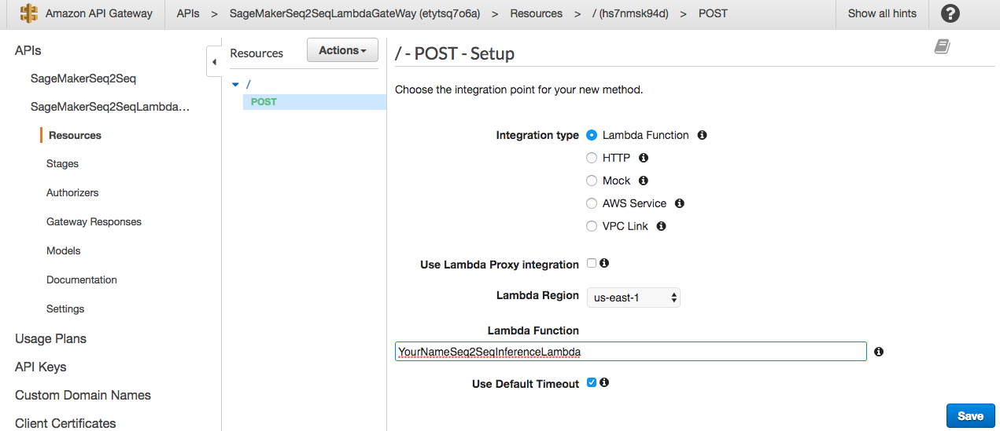 Amazon API Gateway APIs > SageMakerSeq2SeqLambdaGateWay (etytsq7o6a) > Resources > / (hs7nmsk94d) > POST Show all hints ?
APIs
SageMakerSeq2Seq
SageMakerSeq2SeqLambda...
Resources
Stages
Authorizers
Gateway Responses
Models
Documentation
Settings
Usage Plans
API Keys
Custom Domain Names
Client Certificates
Resources Actions
/
POST
/ - POST - Setup
Choose the integration point for your new method.
Integration type Lambda Function
HTTP
Mock
AWS Service
VPC Link
Use Lambda Proxy integration
Lambda Region us-east-1
Lambda Function
YourNameSeq2SeqInferenceLambda
Use Default Timeout
Save